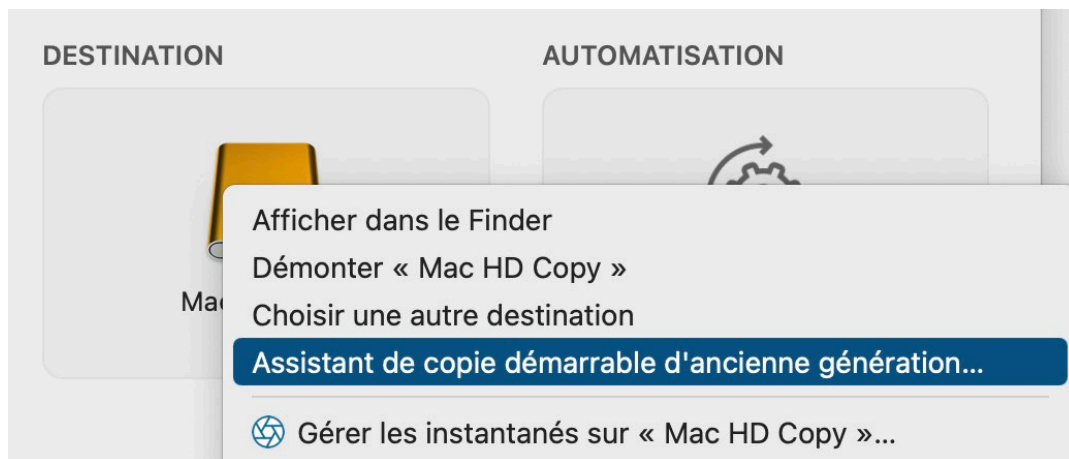 DESTINATION
AUTOMATISATION
Afficher dans le Finder
Démonter « Mac HD Copy »
Choisir une autre destination
Assistant de copie démarrable d'ancienne génération...
Gérer les instantanés sur « Mac HD Copy »...